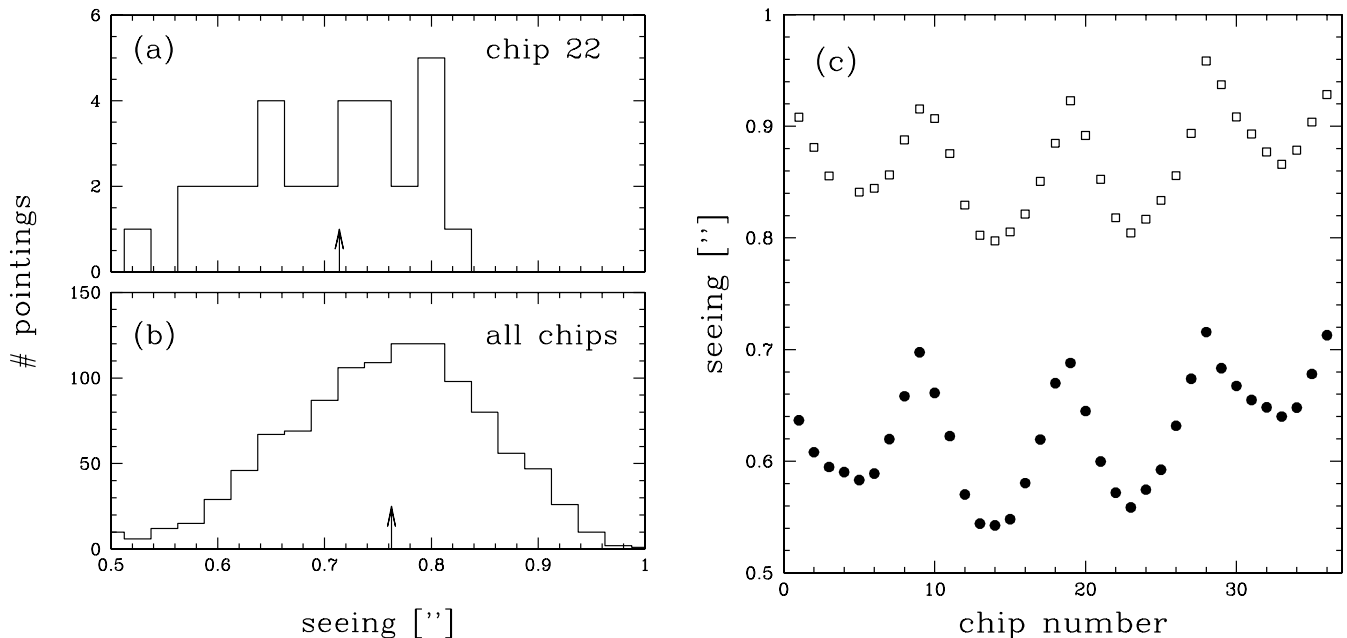 (a)
chip 22
6
4
2
0
(b)
all chips
150
100
50
0
0.5 0.6 0.7 0.8 0.9 1
# pointings
seeing [’’]
(c)
1
0.9
0.8
0.7
0.6
0.5
0 10 20 30
seeing [’’]
chip number